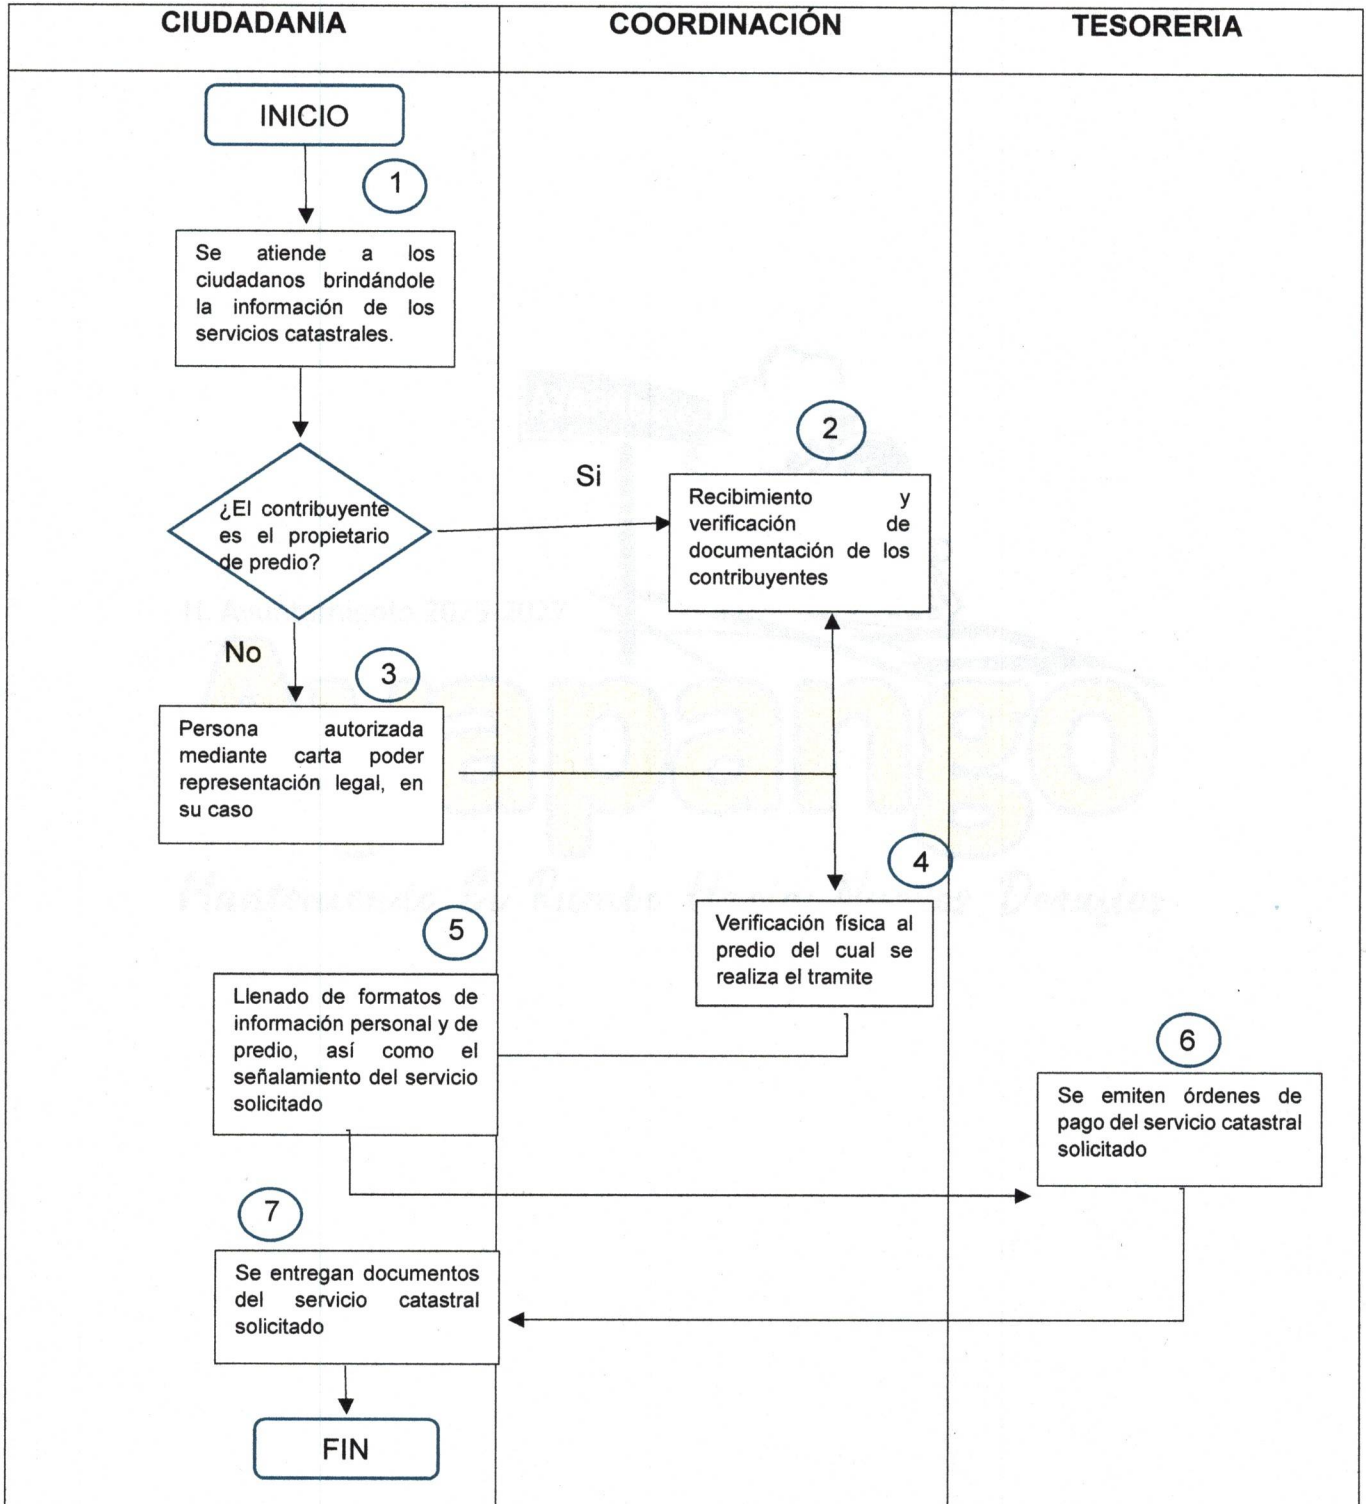 CIUDADANIA
COORDINACIÓN
TESORERIA
INICIO
1
Se atiende a los
ciudadanos brindándole
la información de los
servicios catastrales.
2
Si
Recibimiento y
verificación de
documentación de los
contribuyentes
¿El contribuyente
es el propietario
de predio?
No
3
Persona autorizada
mediante carta poder
representación legal, en
su caso
4
Verificación física al
predio del cual se
realiza el tramite
5
Llenado de formatos de
información personal y de
predio, así como el
señalamiento del servicio
solicitado
6
Se emiten órdenes de
pago del servicio catastral
solicitado
7
Se entregan documentos
del servicio catastral
solicitado
FIN